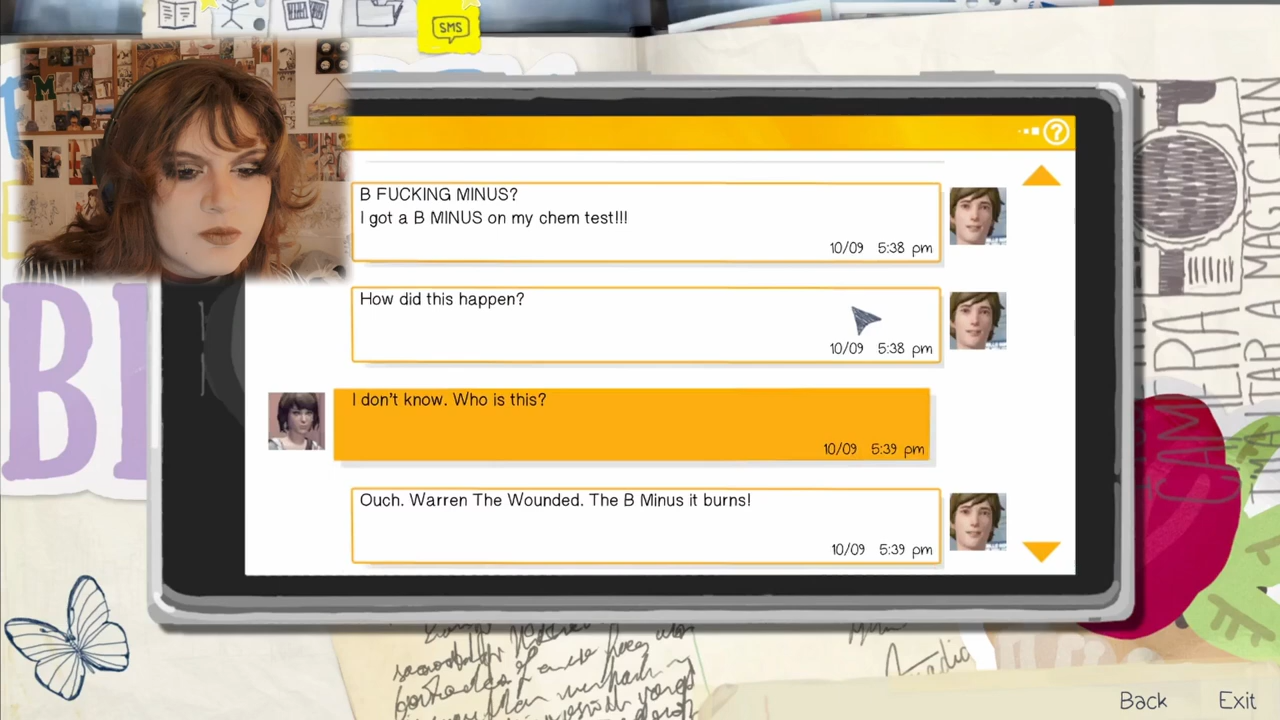 SMS
B FUCKING MINUS?
I got a B MINUS on my chem test!!!
10/09 5:38 pm
How did this happen?
10/09 5:38 pm
I don't know. Who is this?
10/09 5:39 pm
Ouch. Warren The Wounded. The B Minus it burns!
10/09 5:39 pm
CAMERA
MAGICIAN
Back Exit